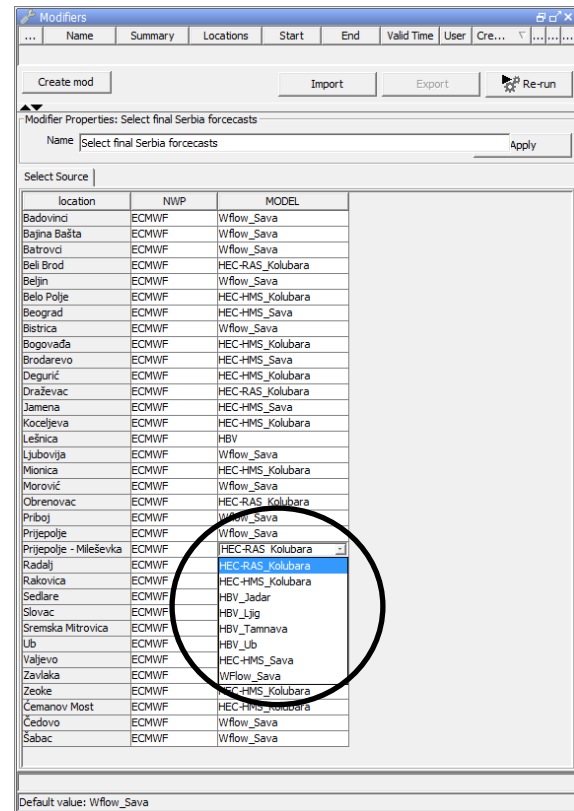 Modifiers
... Name Summary Locations Start End Valid Time User Cre... ... ... ...
Create mod Import Export Re-run
Modifier Properties: Select final Serbia forcecasts
Name Select final Serbia forcecasts Apply
Select Source
location NWP MODEL
Badovinci ECMWF Wflow_Sava
Bajina Bašta ECMWF Wflow_Sava
Batrovci ECMWF Wflow_Sava
Beli Brod ECMWF HEC-RAS_Kolubara
Beljin ECMWF Wflow_Sava
Belo Polje ECMWF HEC-HMS_Kolubara
Beograd ECMWF HEC-HMS_Sava
Bistrica ECMWF Wflow_Sava
Bogovađa ECMWF HEC-HMS_Kolubara
Brodarevo ECMWF HEC-HMS_Sava
Degurić ECMWF HEC-HMS_Kolubara
Draževac ECMWF HEC-RAS_Kolubara
Jamena ECMWF HEC-HMS_Sava
Koceljeva ECMWF HEC-HMS_Kolubara
Lešnica ECMWF HBV
Ljubovija ECMWF Wflow_Sava
Mionica ECMWF HEC-HMS_Kolubara
Morović ECMWF Wflow_Sava
Obrenovac ECMWF HEC-RAS_Kolubara
Priboj ECMWF Wflow_Sava
Prijepolje ECMWF Wflow_Sava
Prijepolje - Mileševka ECMWF HEC-RAS_Kolubara
Radalj ECMWF HEC-RAS_Kolubara
Rakovica ECMWF HEC-HMS_Kolubara
Sedlare ECMWF HBV_Jadar
Slovac ECMWF HBV_Ljig
Sremska Mitrovica ECMWF HBV_Tamnava
Ub ECMWF HBV_Ub
Valjevo ECMWF HEC-HMS_Sava
Zavlaka ECMWF WFlow_Sava
Zeoke ECMWF HEC-HMS_Kolubara
Ćemanov Most ECMWF HEC-HMS_Kolubara
Čedovo ECMWF Wflow_Sava
Šabac ECMWF Wflow_Sava
Default value: Wflow_Sava